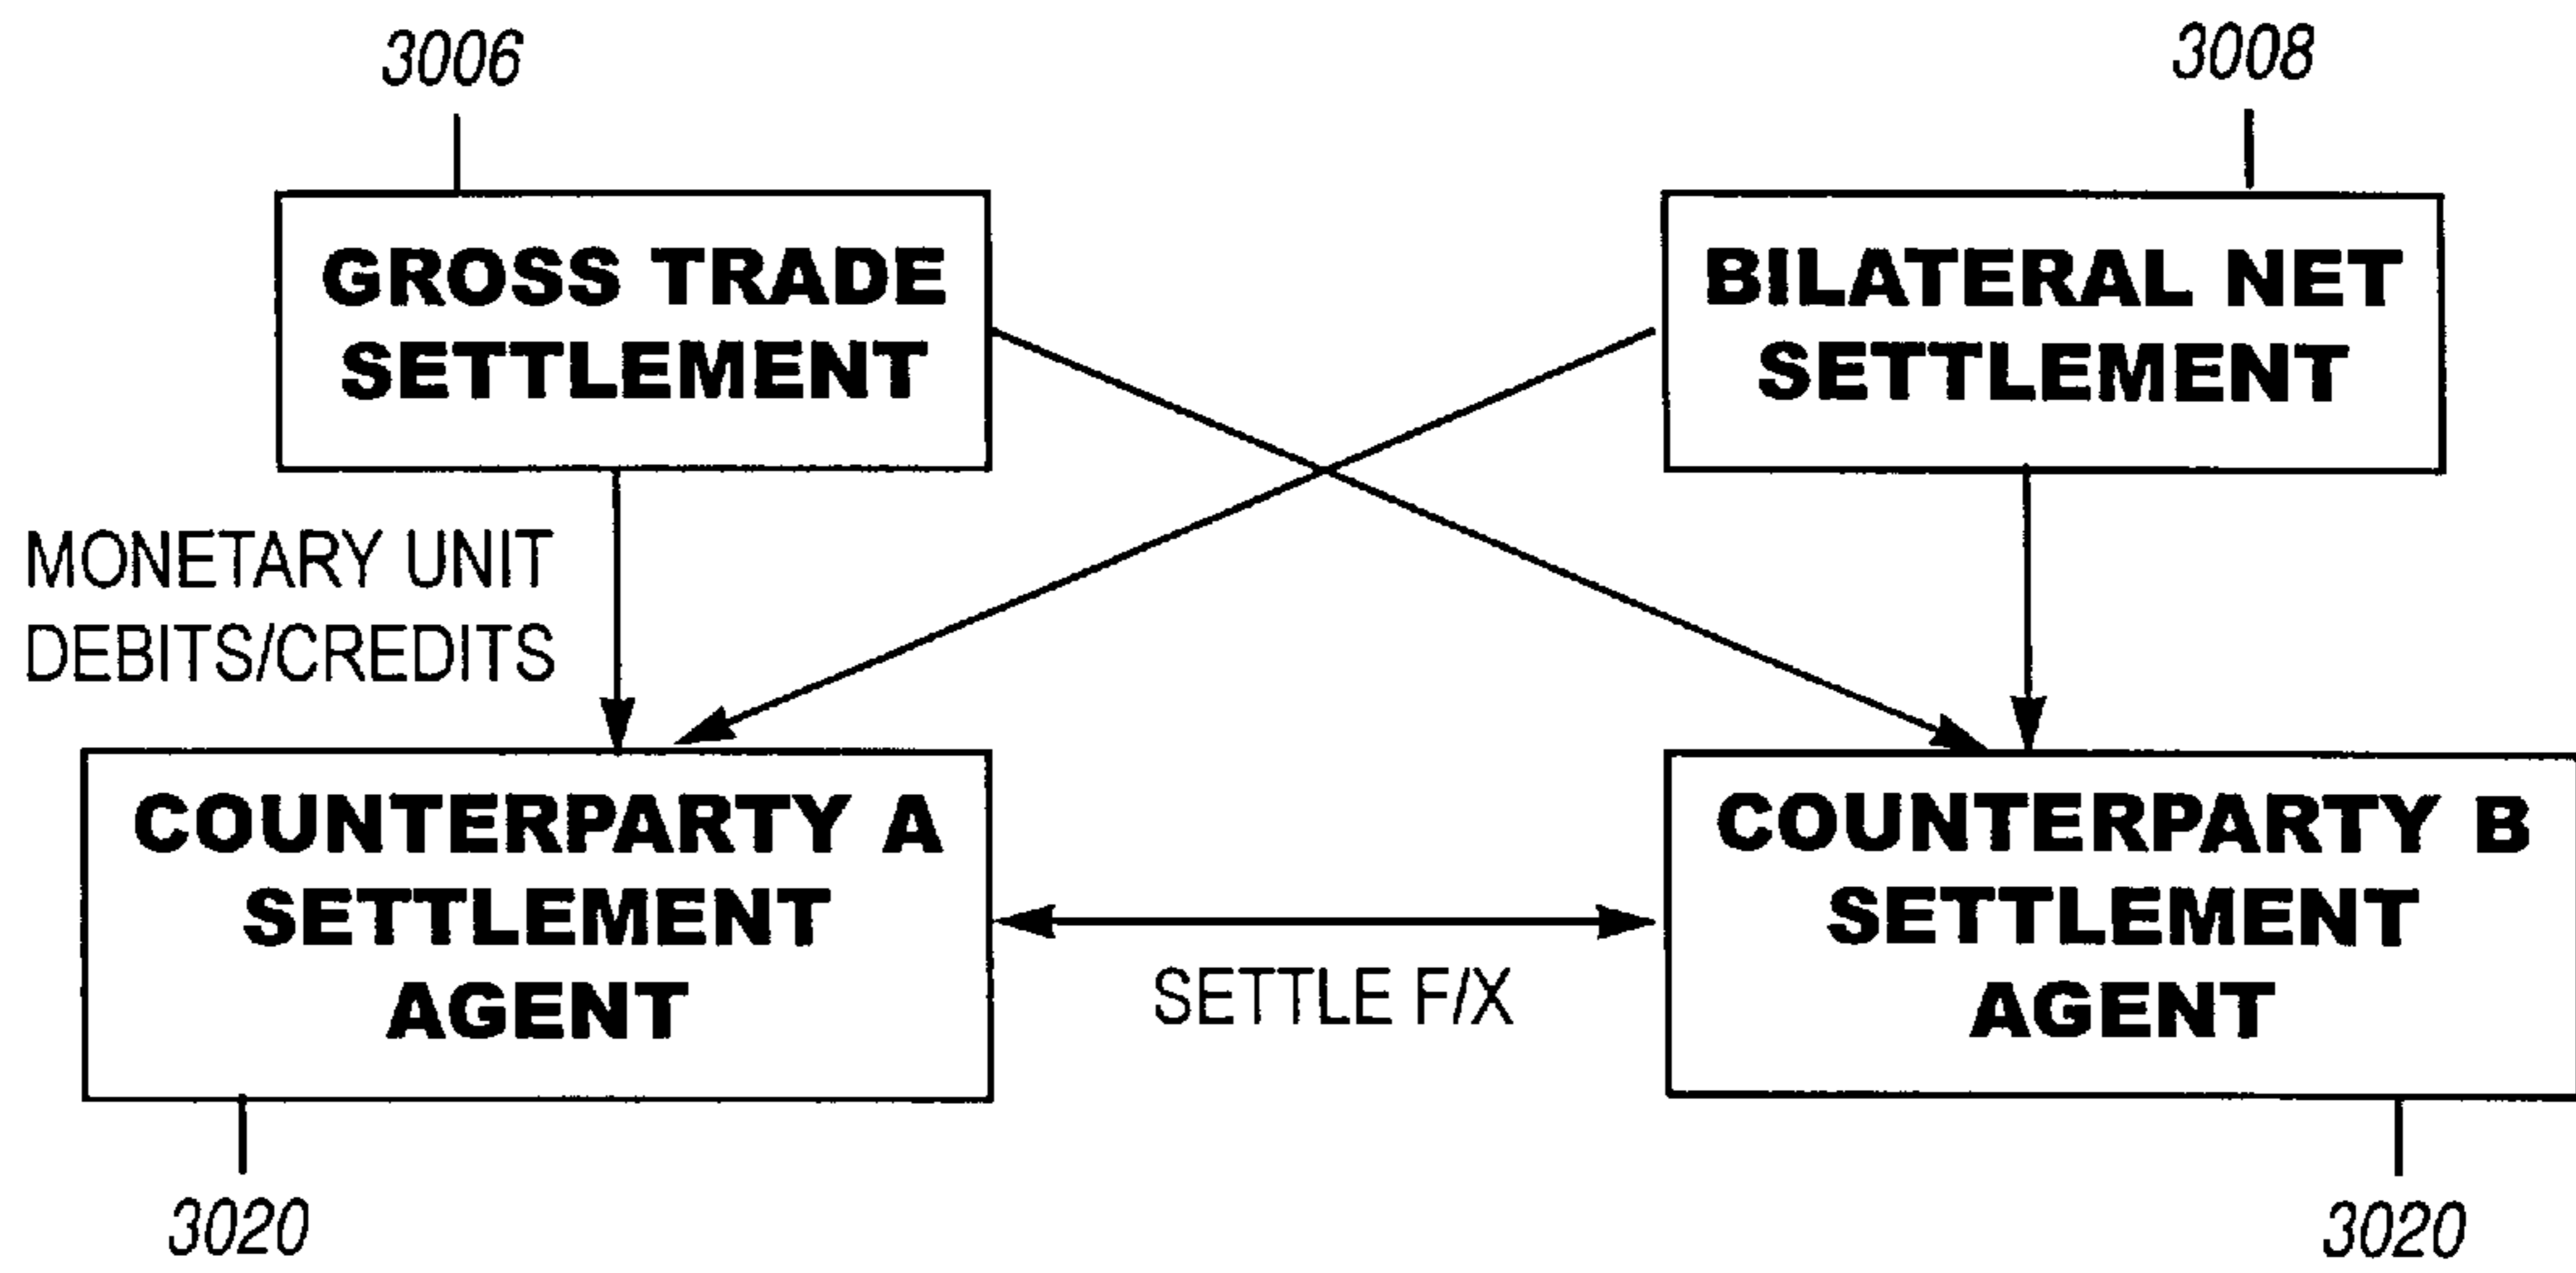 3006
3008
GROSS TRADE
SETTLEMENT
BILATERAL NET
SETTLEMENT
MONETARY UNIT
DEBITS/CREDITS
COUNTERPARTY A
SETTLEMENT
AGENT
SETTLE F/X
COUNTERPARTY B
SETTLEMENT
AGENT
3020
3020